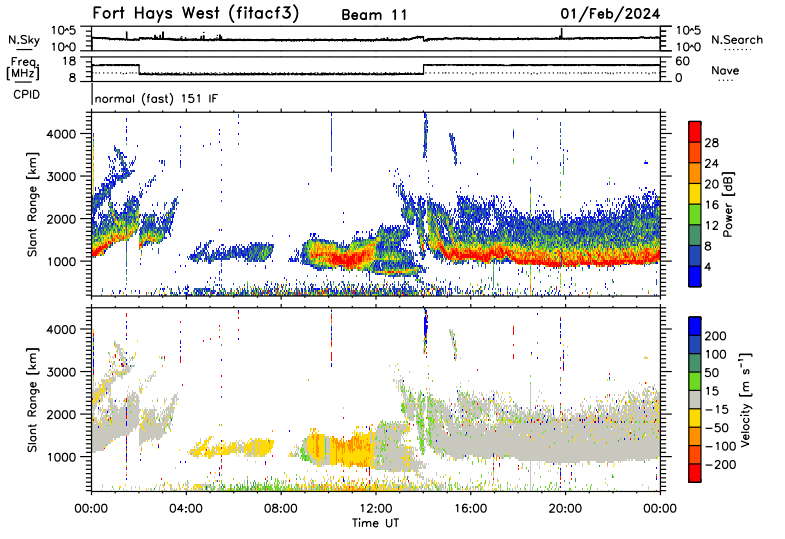 Fort Hays West (fitacf3) Beam 11 01/Feb/2024
10^5 10^5
N.Sky N.Search
10^0 10^0
18 60
Freq. Nave
[MHz]
8 0
CPID normal (fast) 151 IF
4000
3000
2000
1000
Slant Range [km]
28
24
20
16
12
8
4
Power [dB]
4000
3000
2000
1000
Slant Range [km]
200
100
50
15
-15
-50
-100
-200
Velocity [m s⁻¹]
00:00 04:00 08:00 12:00 16:00 20:00 00:00
Time UT